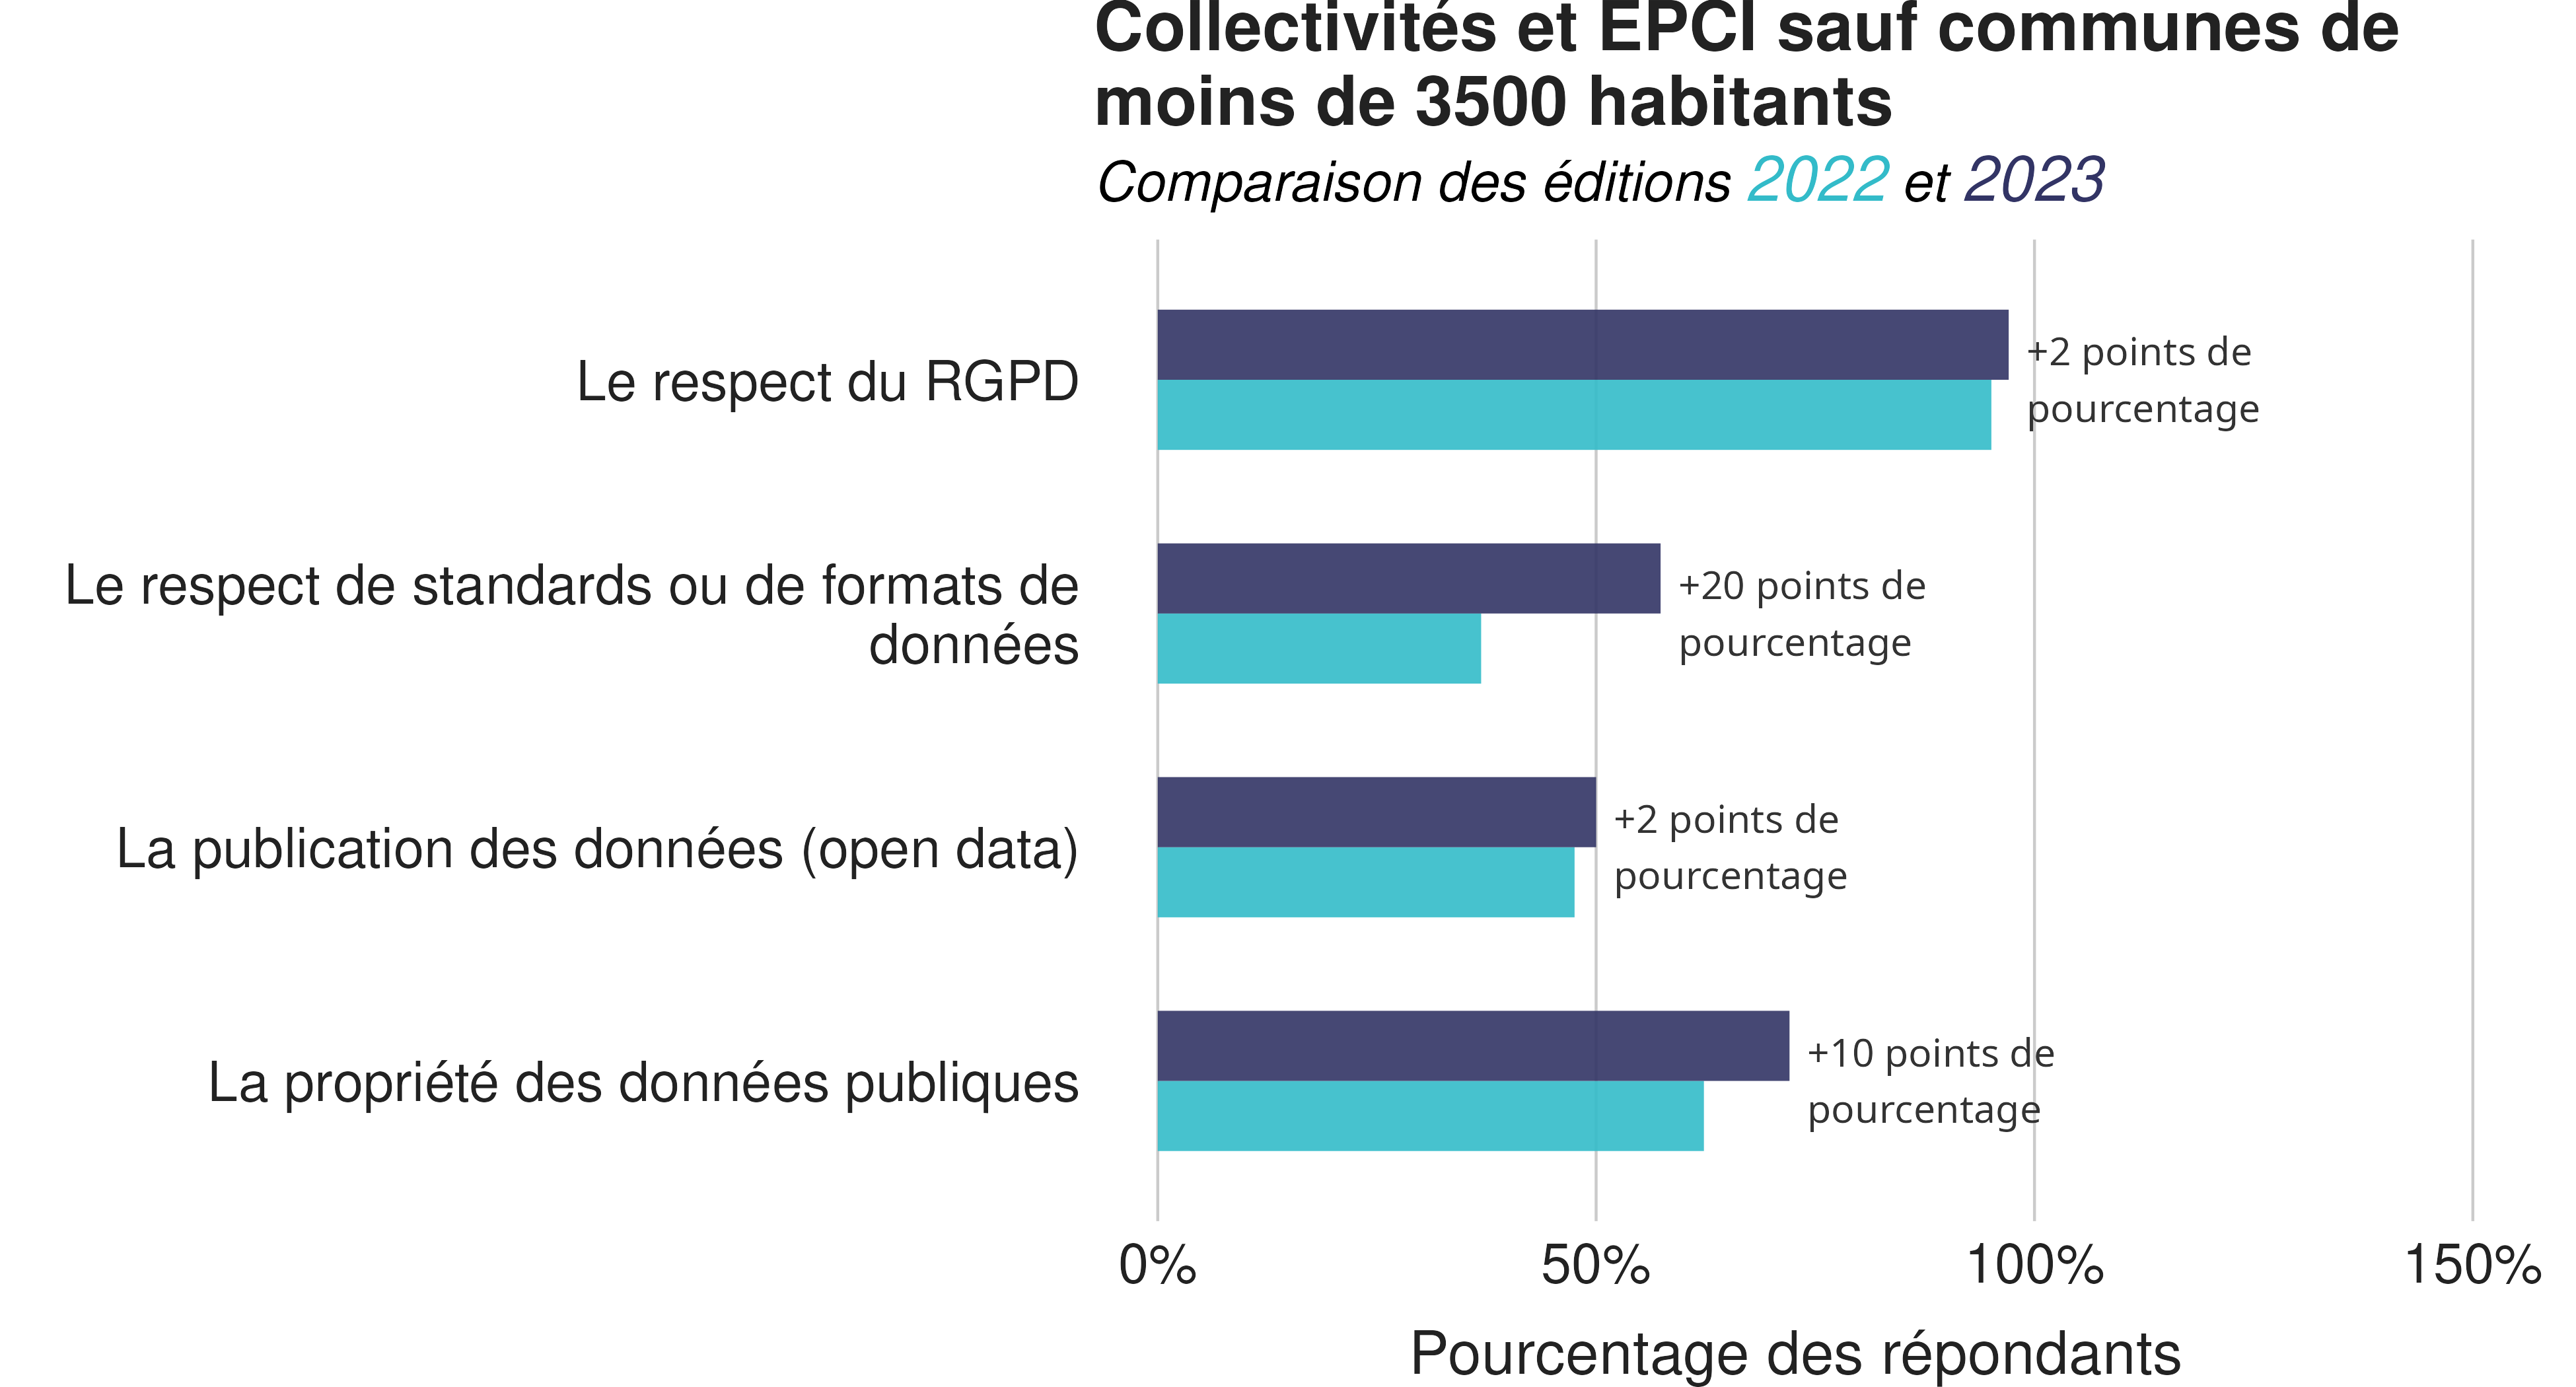 Collectivités et EPCI sauf communes de
moins de 3500 habitants
Comparaison des éditions 2022 et 2023
Le respect du RGPD
+2 points de
pourcentage
Le respect de standards ou de formats de
données
+20 points de
pourcentage
La publication des données (open data)
+2 points de
pourcentage
La propriété des données publiques
+10 points de
pourcentage
0% 50% 100% 150%
Pourcentage des répondants